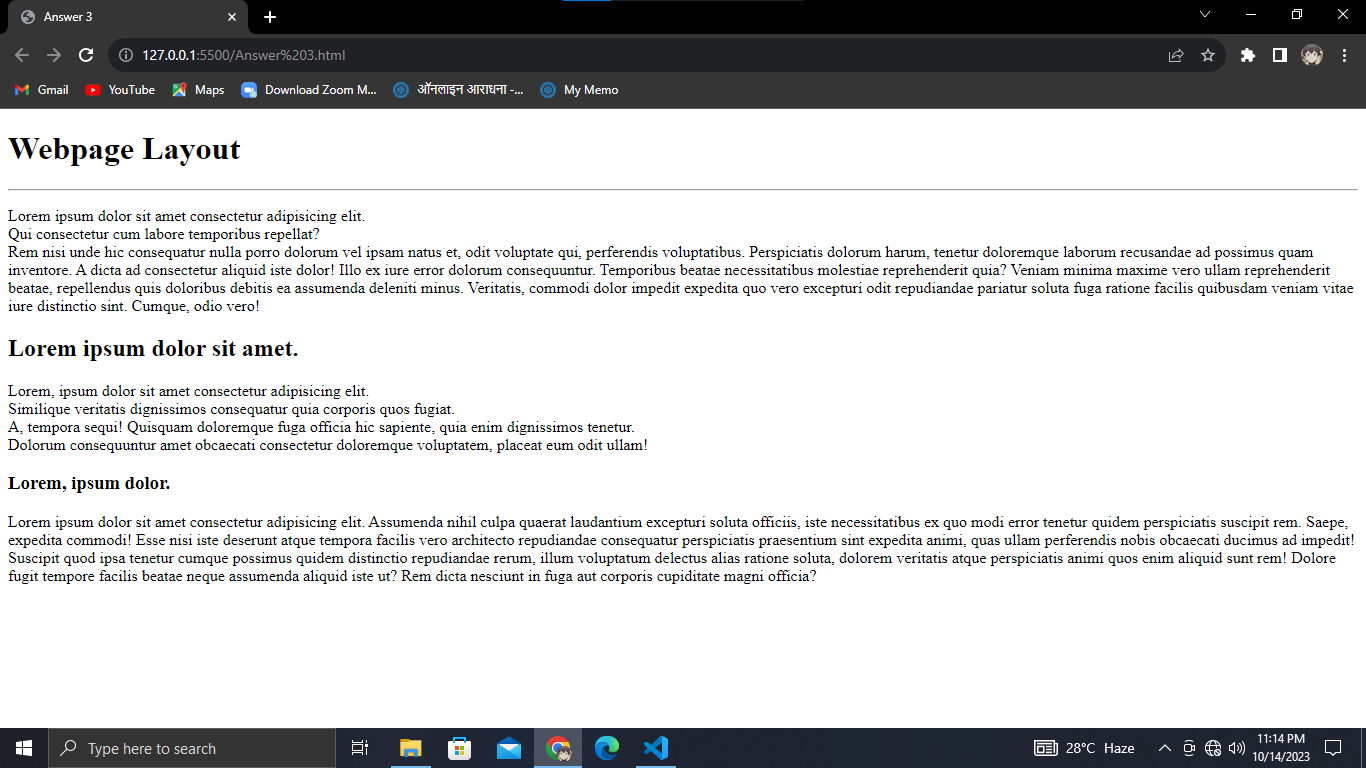 Answer 3
127.0.0.1:5500/Answer%203.html
Gmail YouTube Maps Download Zoom M... ऑनलाइन आराधना -... My Memo
Webpage Layout
Lorem ipsum dolor sit amet consectetur adipisicing elit.
Qui consectetur cum labore temporibus repellat?
Rem nisi unde hic consequatur nulla porro dolorum vel ipsam natus et, odit voluptate qui, perferendis voluptatibus. Perspiciatis dolorum harum, tenetur doloremque laborum recusandae ad possimus quam
inventore. A dicta ad consectetur aliquid iste dolor! Illo ex iure error dolorum consequuntur. Temporibus beatae necessitatibus molestiae reprehenderit quia? Veniam minima maxime vero ullam reprehenderit
beatae, repellendus quis doloribus debitis ea assumenda deleniti minus. Veritatis, commodi dolor impedit expedita quo vero excepturi odit repudiandae pariatur soluta fuga ratione facilis quibusdam veniam vitae
iure distinctio sint. Cumque, odio vero!
Lorem ipsum dolor sit amet.
Lorem, ipsum dolor sit amet consectetur adipisicing elit.
Similique veritatis dignissimos consequatur quia corporis quos fugiat.
A, tempora sequi! Quisquam doloremque fuga officia hic sapiente, quia enim dignissimos tenetur.
Dolorum consequuntur amet obcaecati consectetur doloremque voluptatem, placeat eum odit ullam!
Lorem, ipsum dolor.
Lorem ipsum dolor sit amet consectetur adipisicing elit. Assumenda nihil culpa quaerat laudantium excepturi soluta officiis, iste necessitatibus ex quo modi error tenetur quidem perspiciatis suscipit rem. Saepe,
expedita commodi! Esse nisi iste deserunt atque tempora facilis vero architecto repudiandae consequatur perspiciatis praesentium sint expedita animi, quas ullam perferendis nobis obcaecati ducimus ad impedit!
Suscipit quod ipsa tenetur cumque possimus quidem distinctio repudiandae rerum, illum voluptatum delectus alias ratione soluta, dolorem veritatis atque perspiciatis animi quos enim aliquid sunt rem! Dolore
fugit tempore facilis beatae neque assumenda aliquid iste ut? Rem dicta nesciunt in fuga aut corporis cupiditate magni officia?
Type here to search
28°C Haze
11:14 PM
10/14/2023